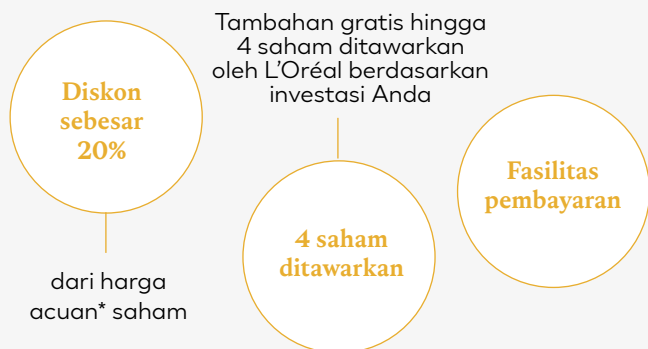 Diskon
sebesar
20%
dari harga
acuan* saham
Tambahan gratis hingga
4 saham ditawarkan
oleh L'Oréal berdasarkan
investasi Anda
4 saham
ditawarkan
Fasilitas
pembayaran